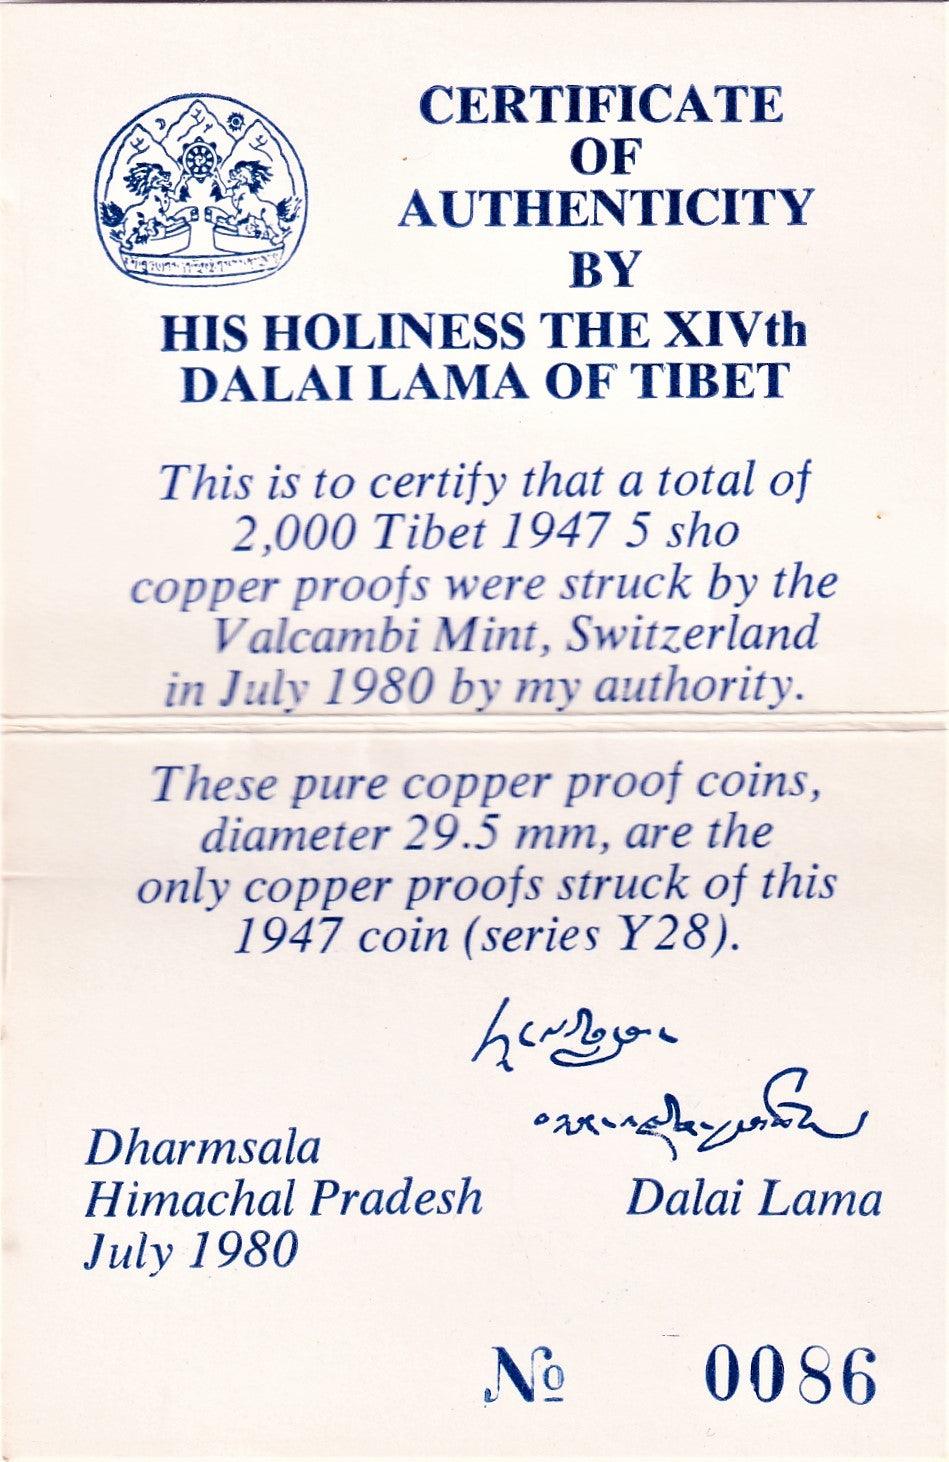 CERTIFICATE
OF
AUTHENTICITY
BY
HIS HOLINESS THE XIVth
DALAI LAMA OF TIBET
This is to certify that a total of
2,000 Tibet 1947 5 sho
copper proofs were struck by the
Valcambi Mint, Switzerland
in July 1980 by my authority.
These pure copper proof coins,
diameter 29.5 mm, are the
only copper proofs struck of this
1947 coin (series Y28).
Dharmsala
Himachal Pradesh
Dalai Lama
July 1980
No 0086